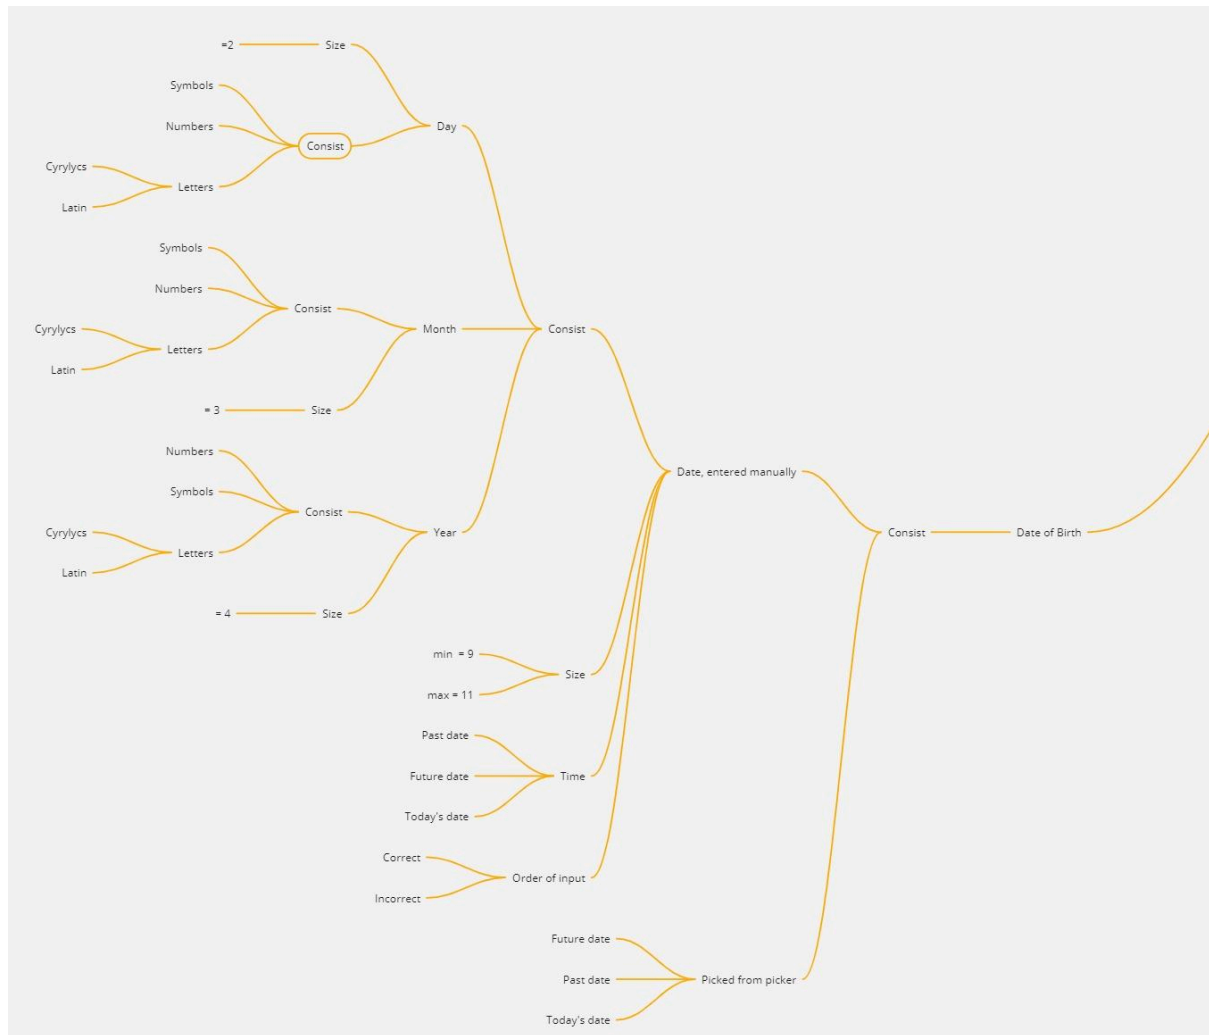 =2 Size
Symbols
Numbers
Day
Consist
Cyrylycs
Letters
Latin
Symbols
Numbers
Consist
Cyrylycs
Month
Consist
Letters
Latin
= 3 Size
Numbers
Date, entered manually
Symbols
Consist
Cyrylycs
Year
Consist
Date of Birth
Letters
Latin
= 4 Size
min = 9
Size
max = 11
Past date
Future date
Time
Today's date
Correct
Order of input
Incorrect
Future date
Past date
Picked from picker
Today's date